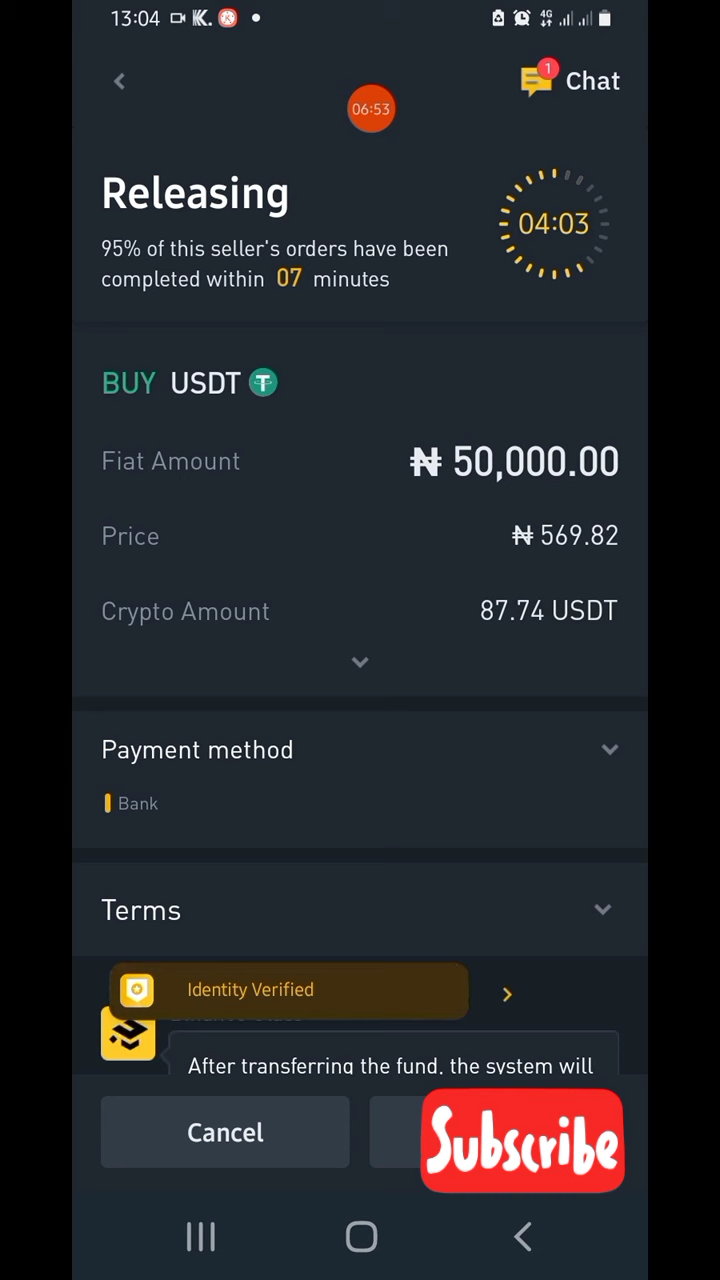 13:04
4G
1
Chat
06:53
Releasing
04:03
95% of this seller's orders have been
completed within 07 minutes
BUY USDT
Fiat Amount
₦ 50,000.00
Price
₦ 569.82
Crypto Amount
87.74 USDT
Payment method
Bank
Terms
Identity Verified
After transferring the fund, the system will
Cancel
Subscribe